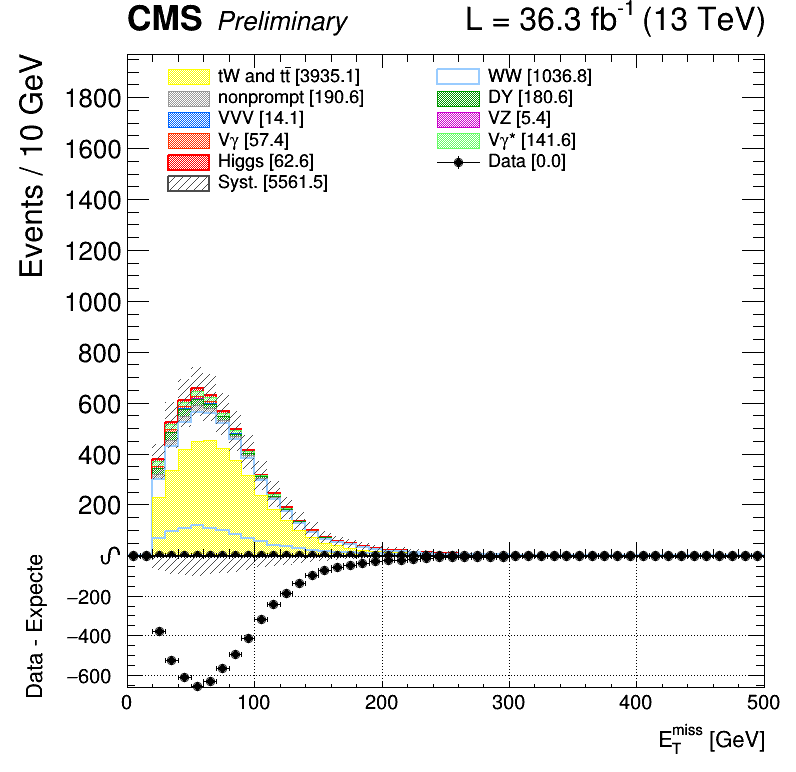 CMS Preliminary L = 36.3 fb⁻¹ (13 TeV)
Events / 10 GeV
tW and tt̄ [3935.1]
WW [1036.8]
nonprompt [190.6]
DY [180.6]
VVV [14.1]
VZ [5.4]
Vγ [57.4]
Vγ* [141.6]
Higgs [62.6]
Data [0.0]
Syst. [5561.5]
1800
1600
1400
1200
1000
800
600
400
200
0
Data - Expecte
−200
−400
−600
0 100 200 300 400 500
E_T^miss [GeV]